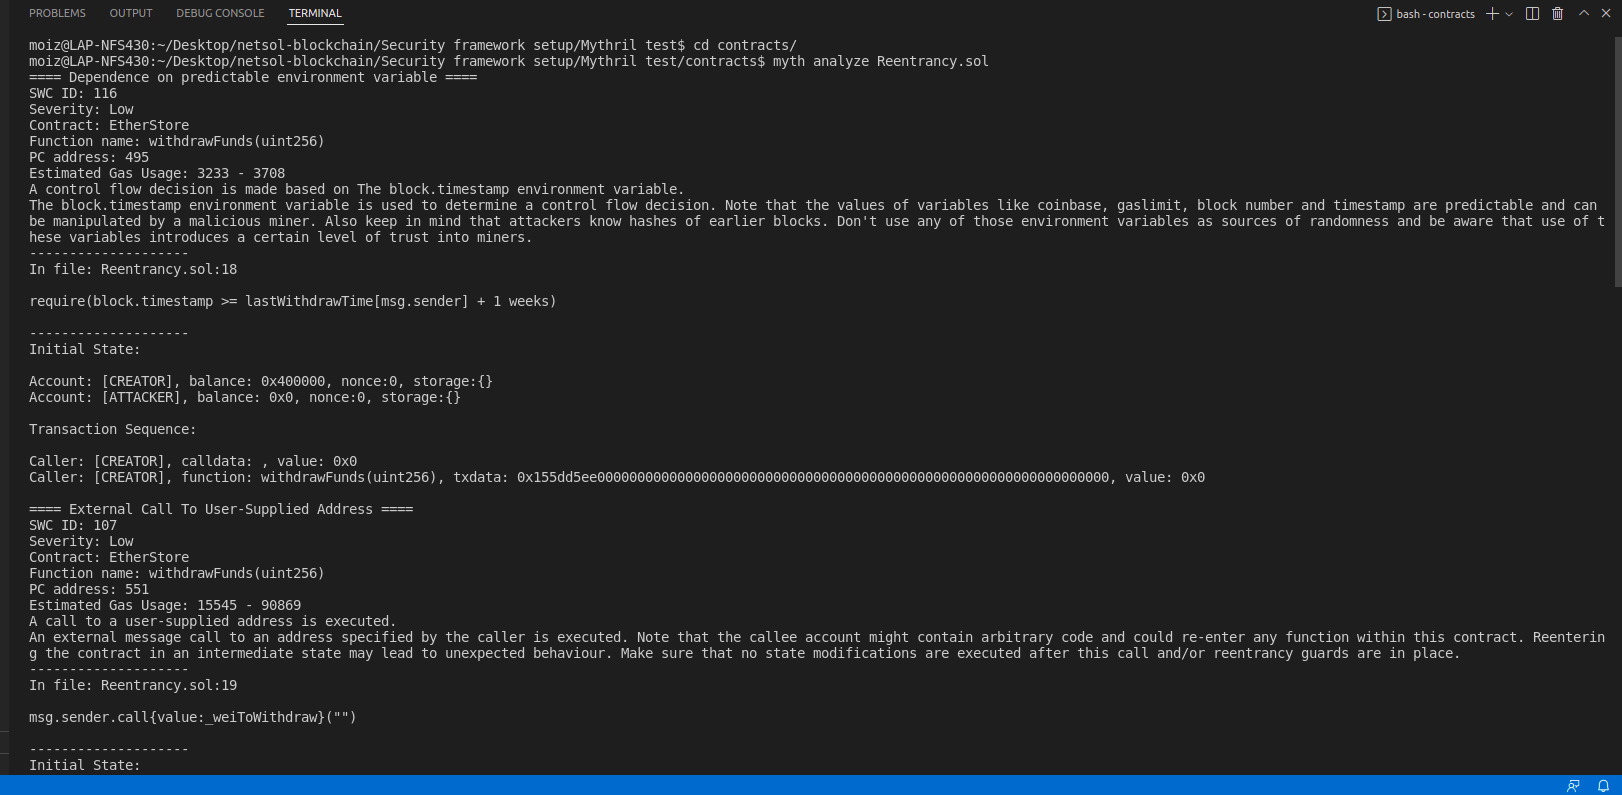 PROBLEMS OUTPUT DEBUG CONSOLE TERMINAL bash - contracts
moiz@LAP-NFS430:~/Desktop/netsol-blockchain/Security framework setup/Mythril test$ cd contracts/
moiz@LAP-NFS430:~/Desktop/netsol-blockchain/Security framework setup/Mythril test/contracts$ myth analyze Reentrancy.sol
==== Dependence on predictable environment variable ====
SWC ID: 116
Severity: Low
Contract: EtherStore
Function name: withdrawFunds(uint256)
PC address: 495
Estimated Gas Usage: 3233 - 3708
A control flow decision is made based on The block.timestamp environment variable.
The block.timestamp environment variable is used to determine a control flow decision. Note that the values of variables like coinbase, gaslimit, block number and timestamp are predictable and can
be manipulated by a malicious miner. Also keep in mind that attackers know hashes of earlier blocks. Don't use any of those environment variables as sources of randomness and be aware that use of t
hese variables introduces a certain level of trust into miners.
--------------------
In file: Reentrancy.sol:18
require(block.timestamp >= lastWithdrawTime[msg.sender] + 1 weeks)
--------------------
Initial State:
Account: [CREATOR], balance: 0x400000, nonce:0, storage:{}
Account: [ATTACKER], balance: 0x0, nonce:0, storage:{}
Transaction Sequence:
Caller: [CREATOR], calldata: , value: 0x0
Caller: [CREATOR], function: withdrawFunds(uint256), txdata: 0x155dd5ee0000000000000000000000000000000000000000000000000000000000000000, value: 0x0
==== External Call To User-Supplied Address ====
SWC ID: 107
Severity: Low
Contract: EtherStore
Function name: withdrawFunds(uint256)
PC address: 551
Estimated Gas Usage: 15545 - 90869
A call to a user-supplied address is executed.
An external message call to an address specified by the caller is executed. Note that the callee account might contain arbitrary code and could re-enter any function within this contract. Reenterin
g the contract in an intermediate state may lead to unexpected behaviour. Make sure that no state modifications are executed after this call and/or reentrancy guards are in place.
--------------------
In file: Reentrancy.sol:19
msg.sender.call{value:_weiToWithdraw}("")
--------------------
Initial State: